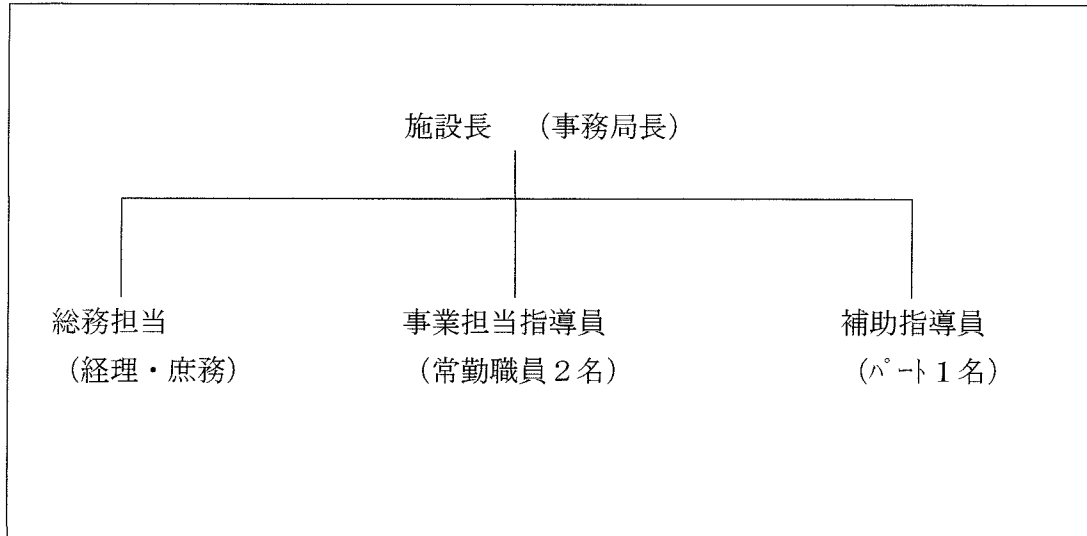 施設長　（事務局長）
総務担当　事業担当指導員　補助指導員
（経理・庶務）　（常勤職員２名）　（ﾊﾟｰﾄ１名）